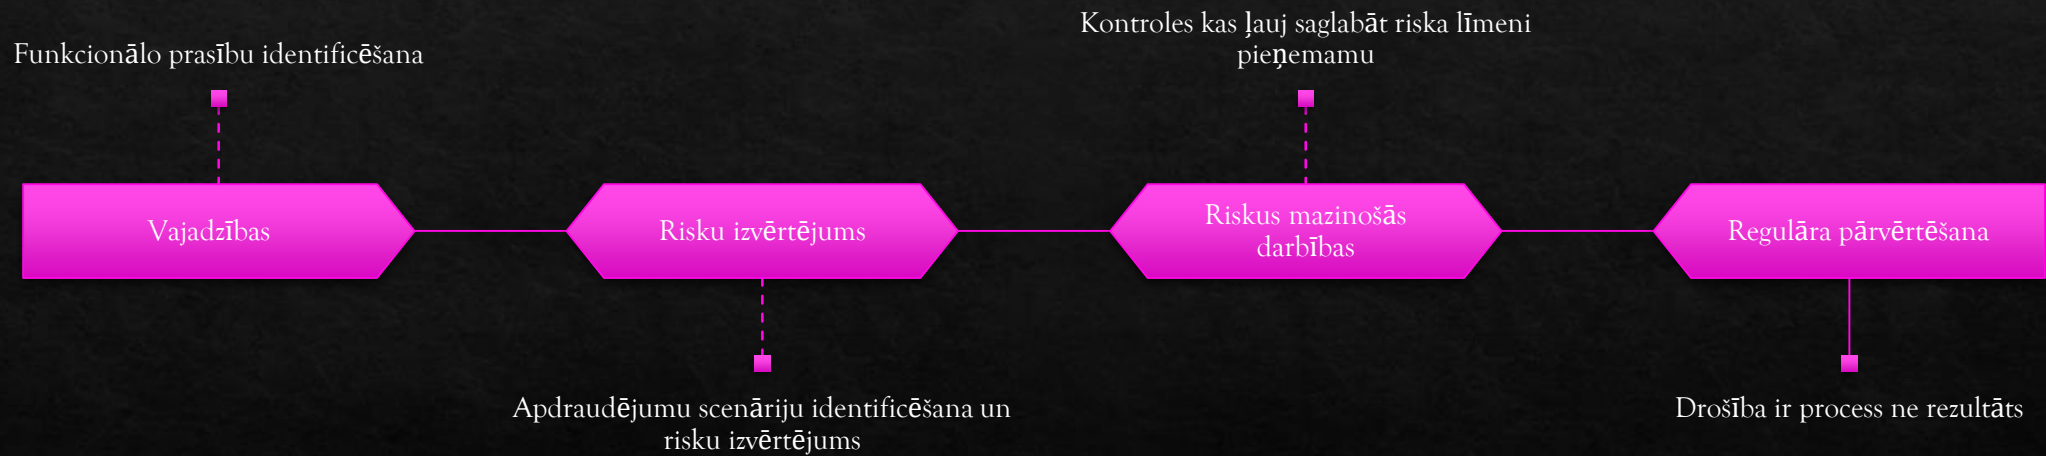 Funkcionālo prasību identificēšana
Kontroles kas ļauj saglabāt riska līmeni
pieņemamu
Vajadzības
Risku izvērtējums
Riskus mazinošās
darbības
Regulāra pārvērtēšana
Apdraudējumu scenāriju identificēšana un
risku izvērtējums
Drošība ir process ne rezultāts